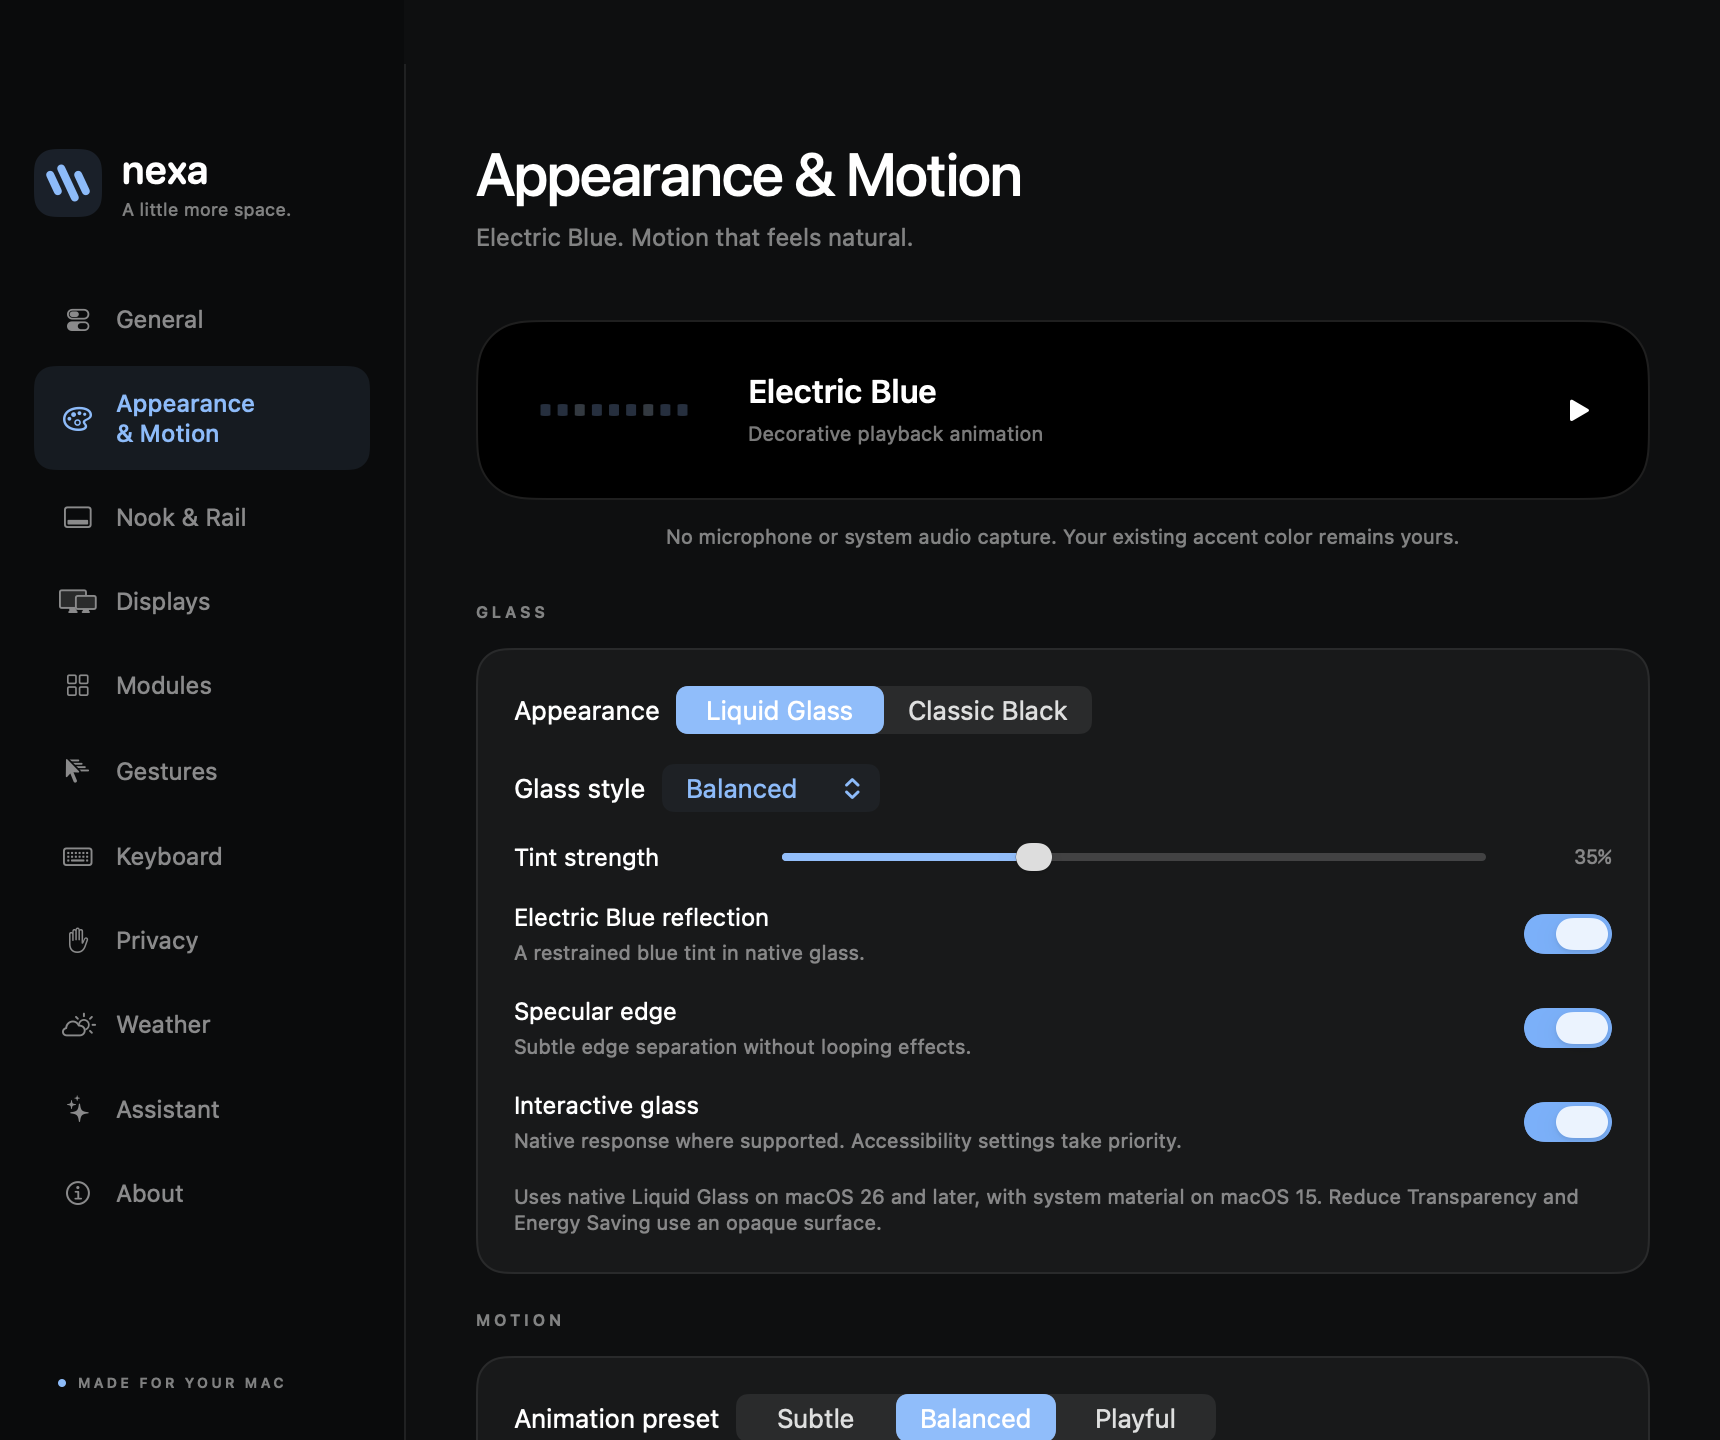 nexa
A little more space.
General
Appearance
& Motion
Nook & Rail
Displays
Modules
Gestures
Keyboard
Privacy
Weather
Assistant
About
MADE FOR YOUR MAC
Appearance & Motion
Electric Blue. Motion that feels natural.
Electric Blue
Decorative playback animation
No microphone or system audio capture. Your existing accent color remains yours.
GLASS
Appearance Liquid Glass Classic Black
Glass style Balanced
Tint strength 35%
Electric Blue reflection
A restrained blue tint in native glass.
Specular edge
Subtle edge separation without looping effects.
Interactive glass
Native response where supported. Accessibility settings take priority.
Uses native Liquid Glass on macOS 26 and later, with system material on macOS 15. Reduce Transparency and
Energy Saving use an opaque surface.
MOTION
Animation preset Subtle Balanced Playful